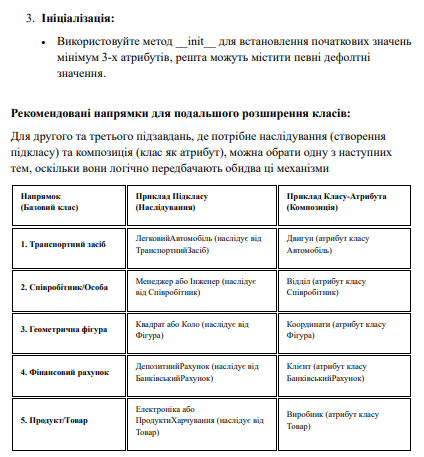 3. Ініціалізація:
• Використовуйте метод __init__ для встановлення початкових значень
мінімум 3-х атрибутів, решта можуть містити певні дефолтні
значення.
Рекомендовані напрямки для подальшого розширення класів:
Для другого та третього підзавдань, де потрібне наслідування (створення
підкласу) та композиція (клас як атрибут), можна обрати одну з наступних
тем, оскільки вони логічно передбачають обидва ці механізми
Напрямок
(Базовий клас)
Приклад Підкласу
(Наслідування)
Приклад Класу-Атрибута
(Композиція)
1. Транспортний засіб
ЛегковийАвтомобіль (наслідує від
ТранспортнийЗасіб)
Двигун (атрибут класу
Автомобіль)
2. Співробітник/Особа
Менеджер або Інженер (наслідує
від Співробітник)
Відділ (атрибут класу
Співробітник)
3. Геометрична фігура
Квадрат або Коло (наслідує від
Фігура)
Координати (атрибут класу
Фігура)
4. Фінансовий рахунок
ДепозитнийРахунок (наслідує від
БанківськийРахунок)
Клієнт (атрибут класу
БанківськийРахунок)
5. Продукт/Товар
Електроніка або
ПродуктиХарчування (наслідує від
Товар)
Виробник (атрибут класу
Товар)